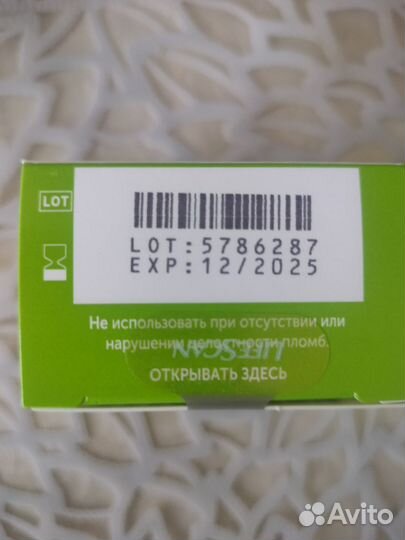 LOT
LOT:5786287
EXP:12/2025
Не использовать при отсутствии или
нарушении целостности пломб.
LIFESCAN
ОТКРЫВАТЬ ЗДЕСЬ
Avito